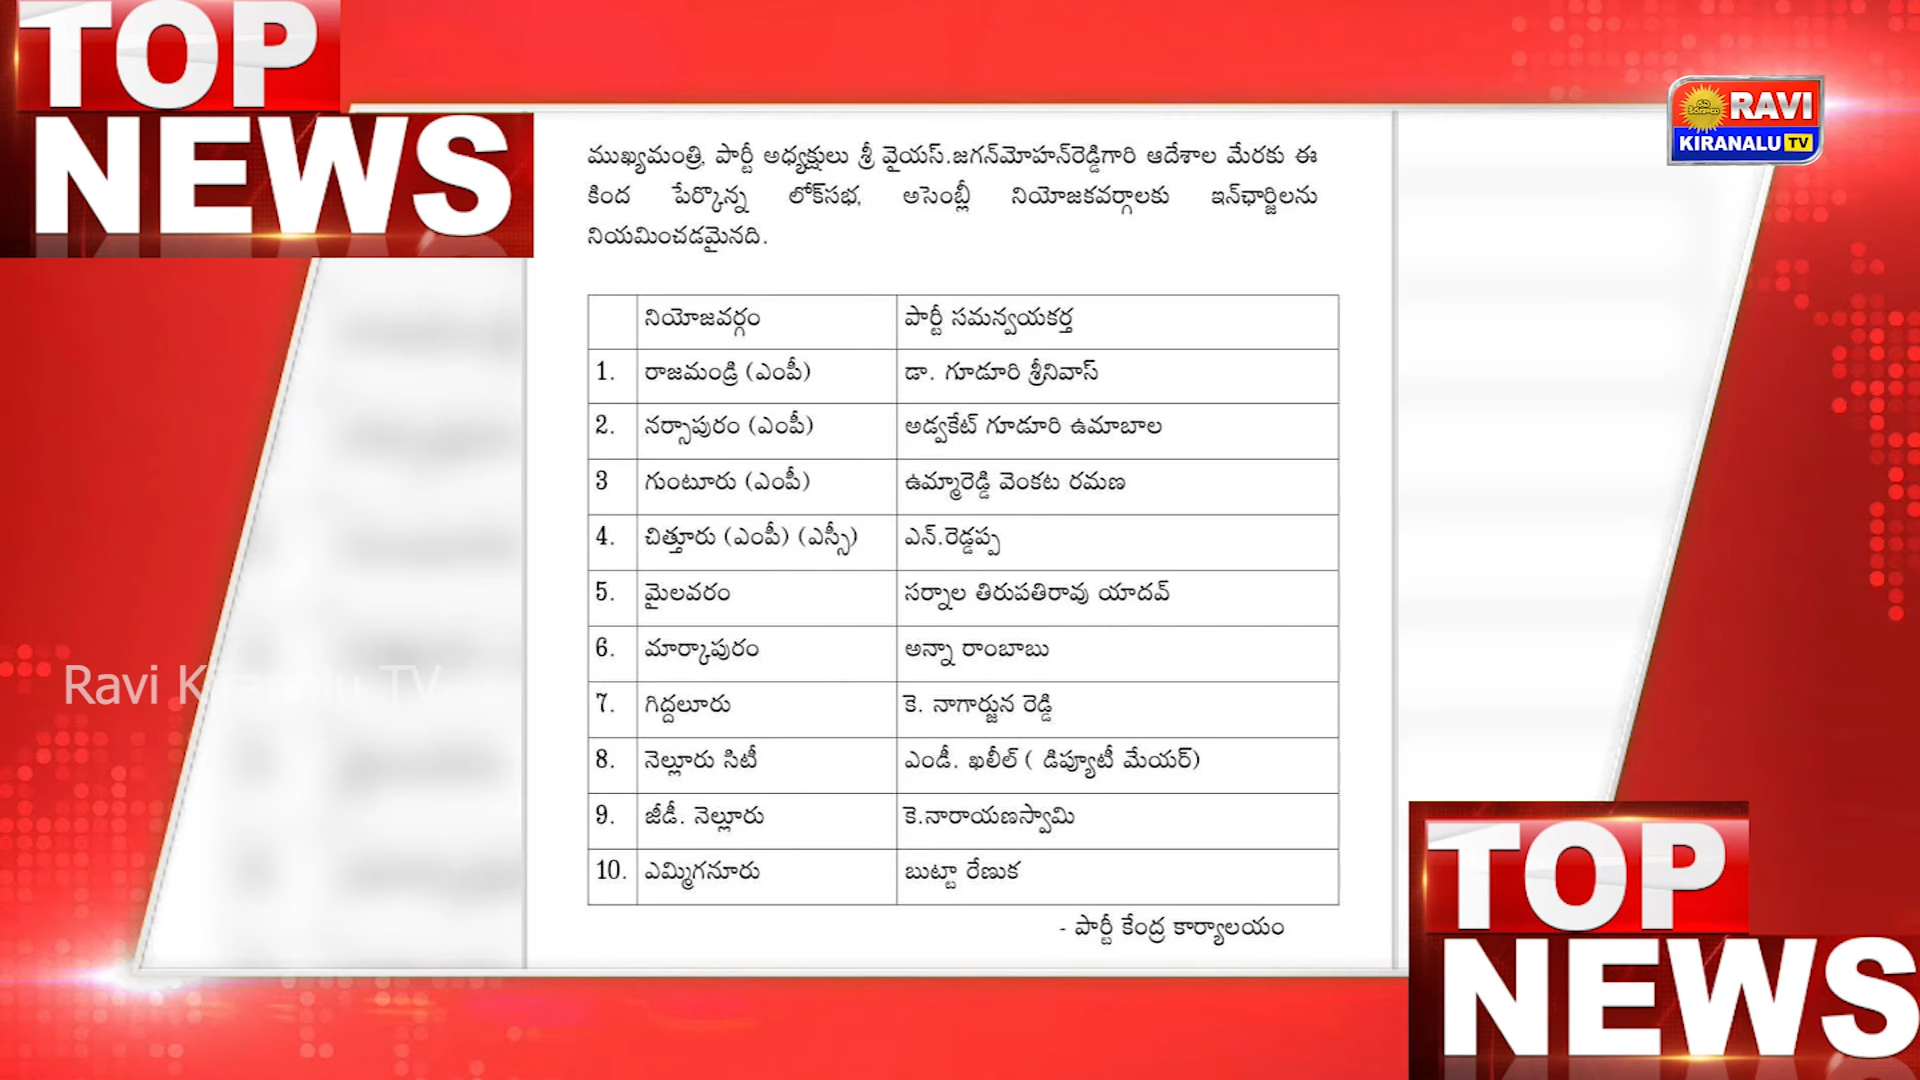 TOP
NEWS
RAVI
KIRANALU TV
ముఖ్యమంత్రి, పార్టీ అధ్యక్షులు శ్రీ వైయస్.జగన్‌మోహన్‌రెడ్డిగారి ఆదేశాల మేరకు ఈ
కింద పేర్కొన్న లోక్‌సభ, అసెంబ్లీ నియోజకవర్గాలకు ఇన్‌ఛార్జిలను
నియమించడమైనది.
నియోజవర్గం పార్టీ సమన్వయకర్త
1. రాజమండ్రి (ఎంపీ) డా. గూడూరి శ్రీనివాస్
2. నర్సాపురం (ఎంపీ) అడ్వకేట్ గూడూరి ఉమాబాల
3 గుంటూరు (ఎంపీ) ఉమ్మారెడ్డి వెంకట రమణ
4. చిత్తూరు (ఎంపీ) (ఎస్సీ) ఎన్.రెడ్డప్ప
5. మైలవరం సర్నాల తిరుపతిరావు యాదవ్
6. మార్కాపురం అన్నా రాంబాబు
7. గిద్దలూరు కె. నాగార్జున రెడ్డి
8. నెల్లూరు సిటీ ఎండీ. ఖలీల్ ( డిప్యూటీ మేయర్)
9. జీడీ. నెల్లూరు కె.నారాయణస్వామి
10. ఎమ్మిగనూరు బుట్టా రేణుక
- పార్టీ కేంద్ర కార్యాలయం
Ravi Kiranalu TV
TOP
NEWS